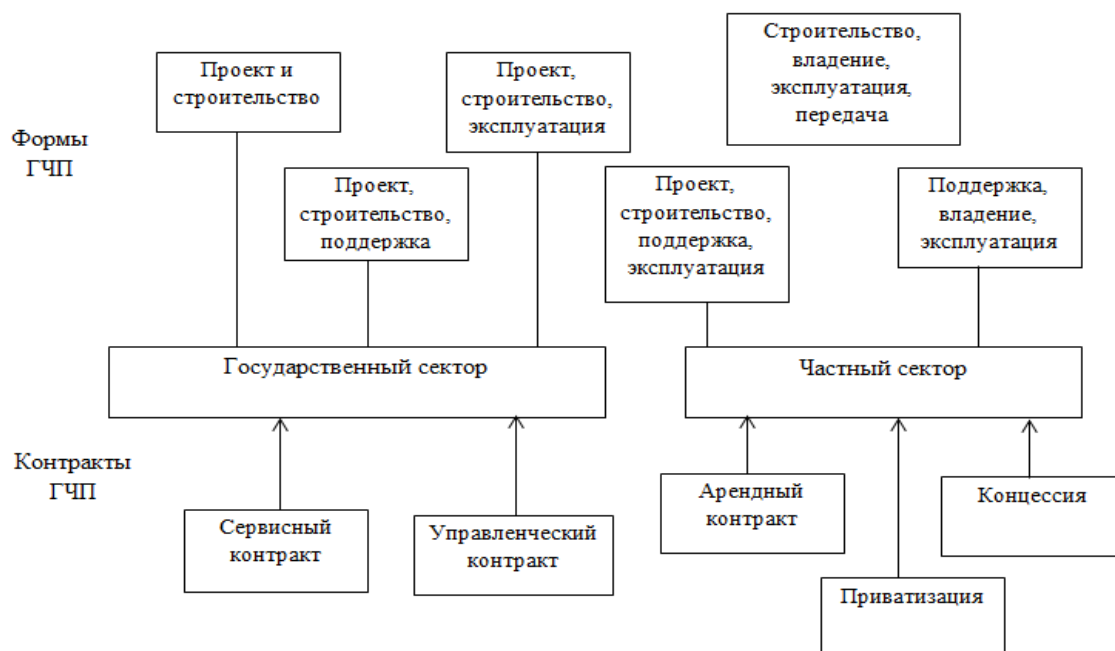 Проект и
строительство
Проект,
строительство,
эксплуатация
Строительство,
владение,
эксплуатация,
передача
Формы
ГЧП
Проект,
строительство,
поддержка
Проект,
строительство,
поддержка,
эксплуатация
Поддержка,
владение,
эксплуатация
Государственный сектор
Частный сектор
Контракты
ГЧП
Сервисный
контракт
Управленческий
контракт
Арендный
контракт
Концессия
Приватизация